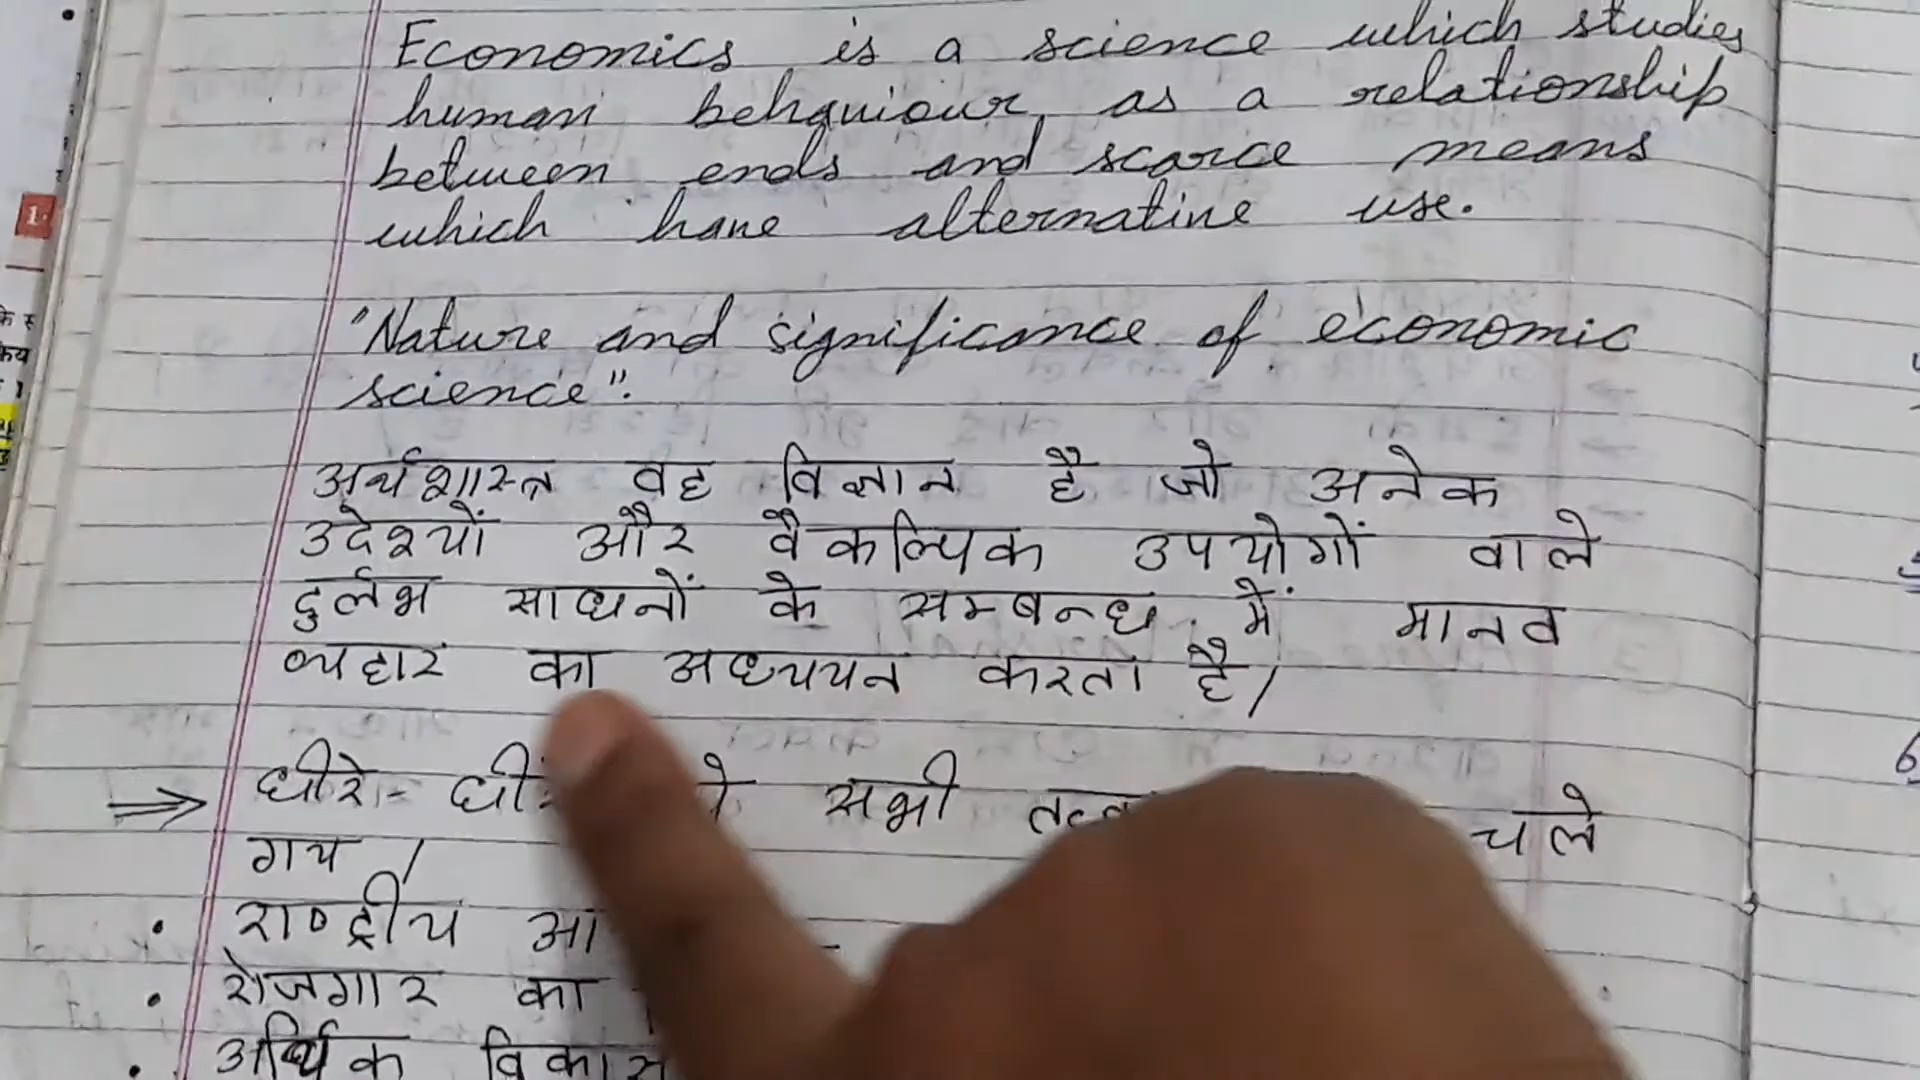 Economics is a science which studies
human behaviour as a relationship
between ends and scarce means
which have alternative use.
"Nature and significance of economic
science".
अर्थशास्त्र वह विज्ञान है जो अनेक
उदेश्यों और वैकल्पिक उपयोगों वाले
दुर्लभ साधनों के सम्बन्ध में मानव
व्यहार का अध्ययन करता है/
⇒ धीरे- सभी चले
गय /
• राष्ट्रीय
• रोजगार का
• आर्थिक विकास
1.